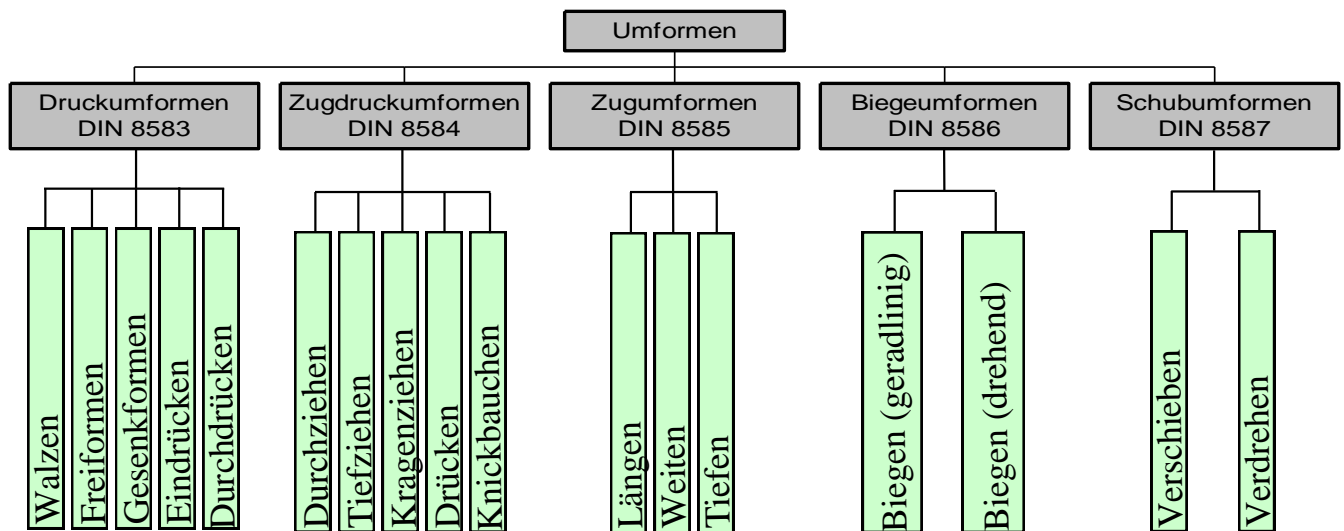 Umformen
Druckumformen
DIN 8583
Zugdruckumformen
DIN 8584
Zugumformen
DIN 8585
Biegeumformen
DIN 8586
Schubumformen
DIN 8587
Walzen
Freiformen
Gesenkformen
Eindrücken
Durchdrücken
Durchziehen
Tiefziehen
Kragenziehen
Drücken
Knickbauchen
Längen
Weiten
Tiefen
Biegen (geradlinig)
Biegen (drehend)
Verschieben
Verdrehen